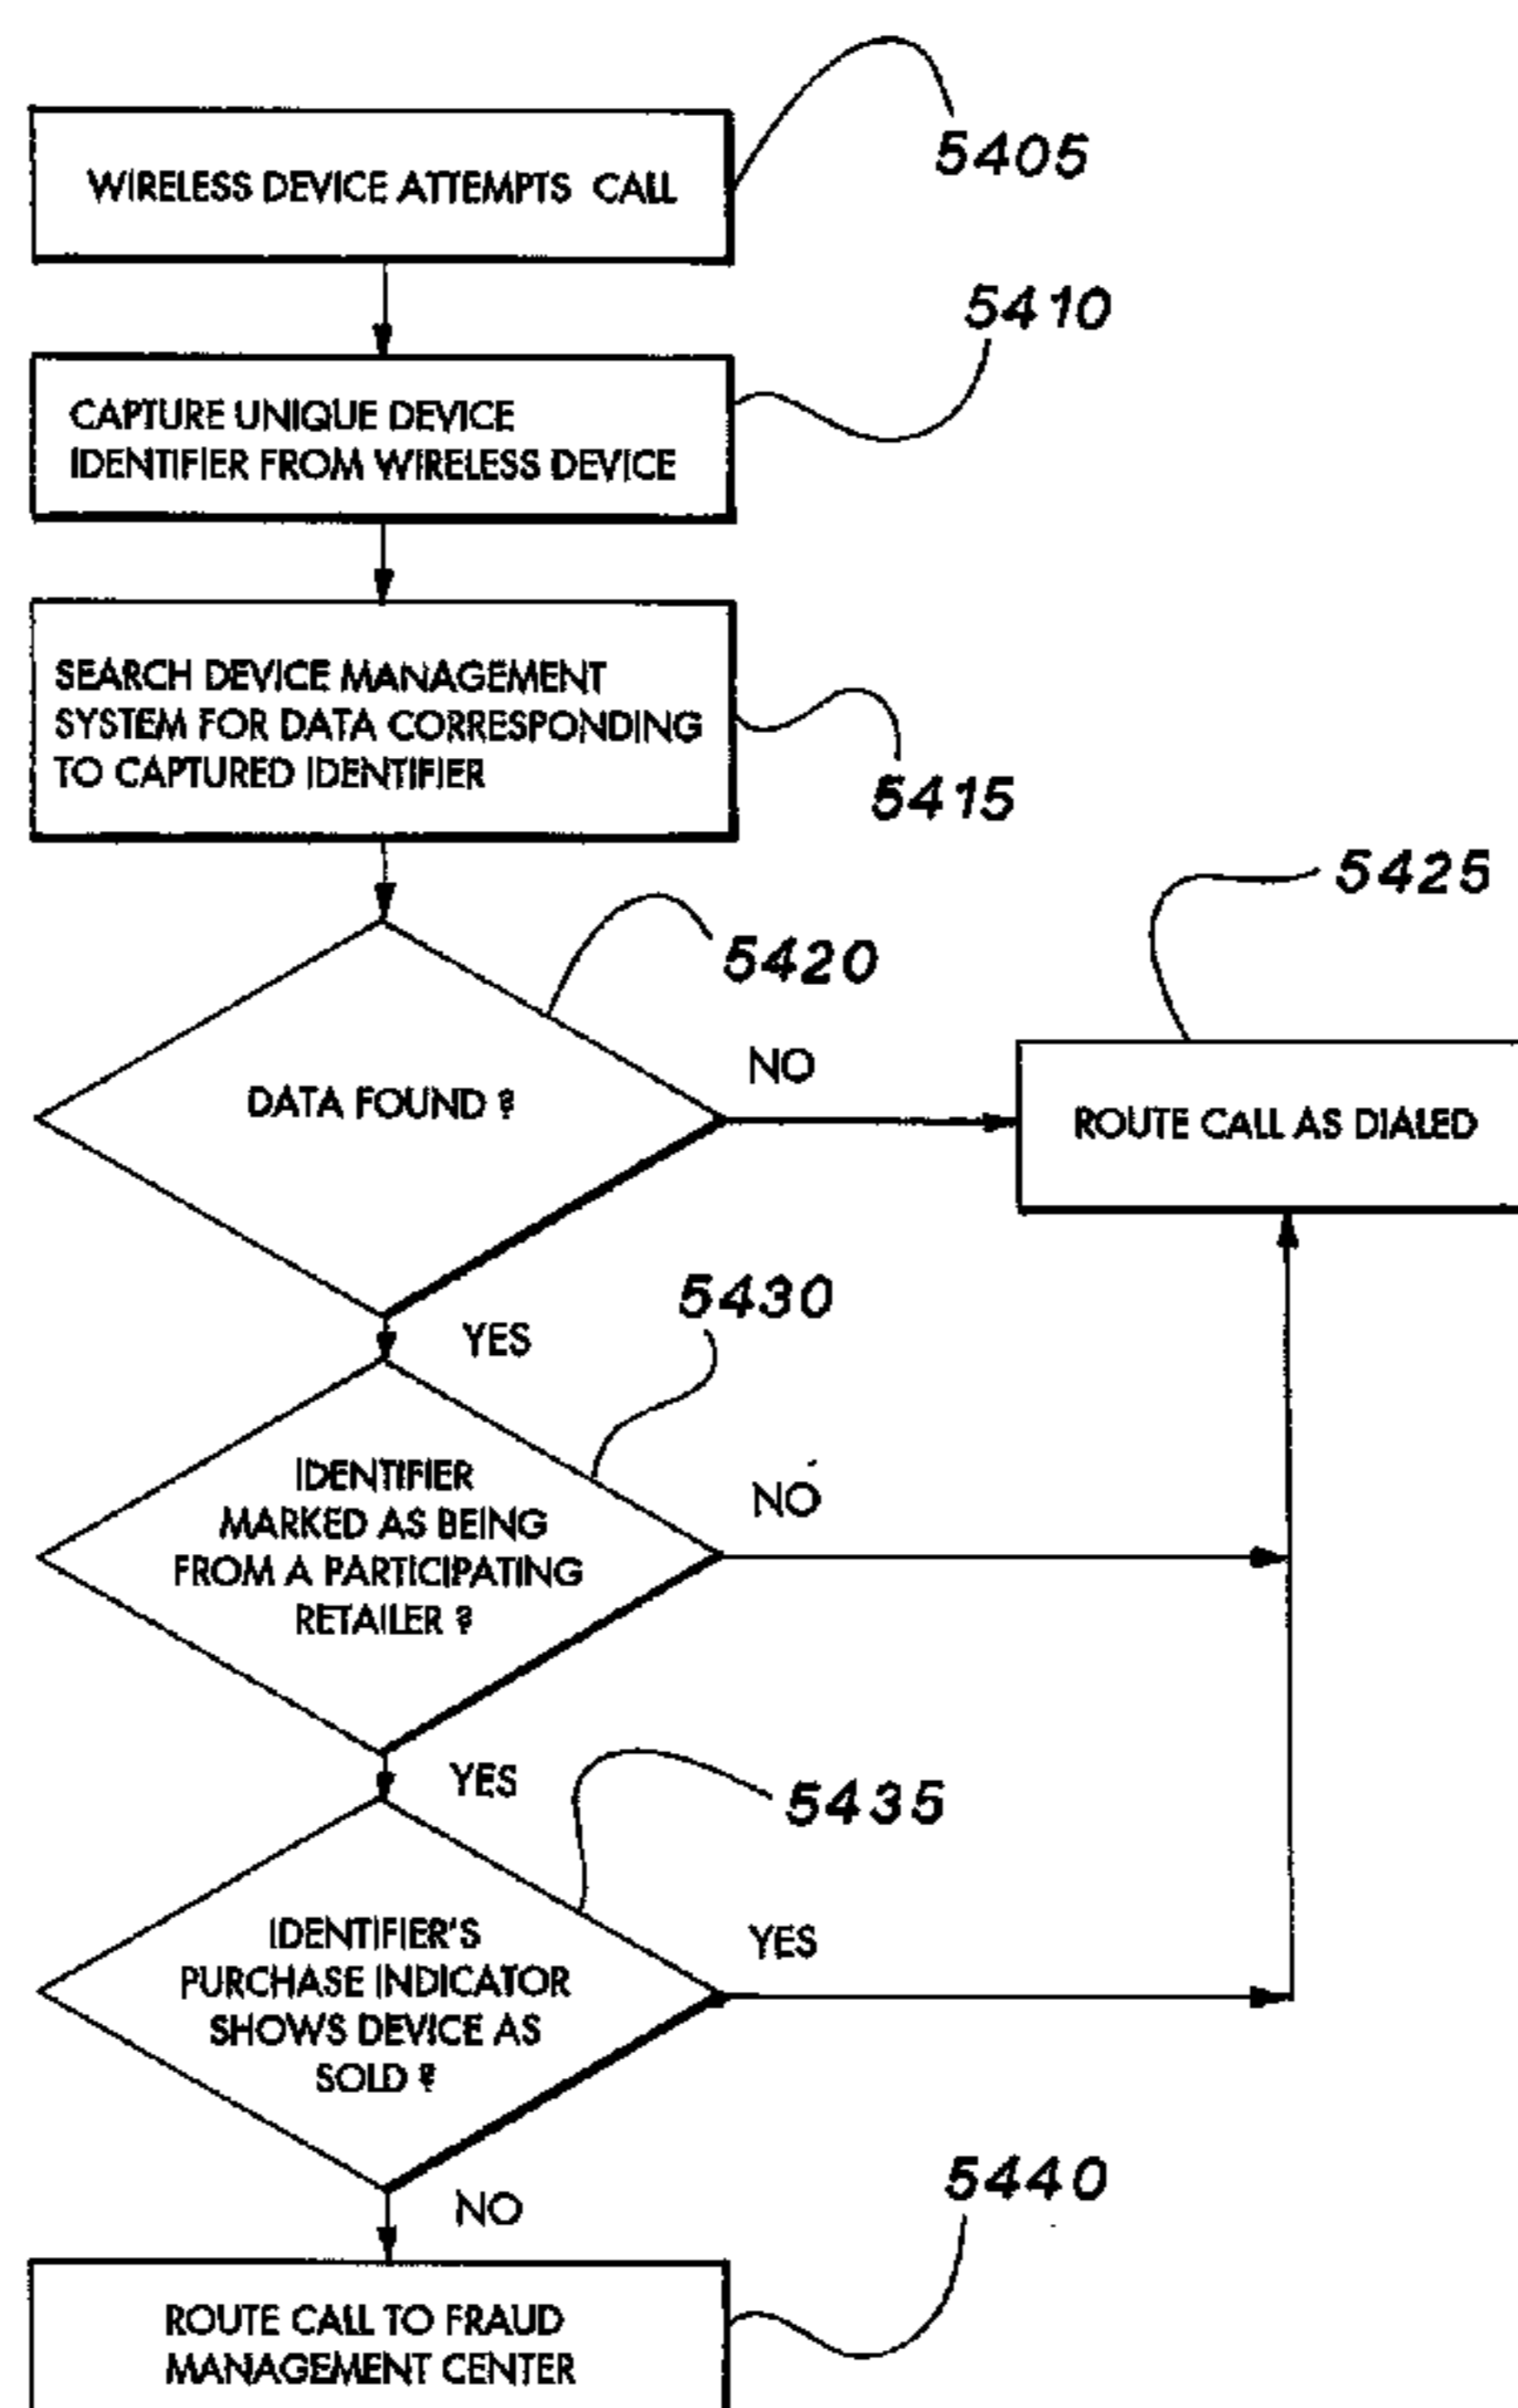 5405
WIRELESS DEVICE ATTEMPTS CALL
5410
CAPTURE UNIQUE DEVICE
IDENTIFIER FROM WIRELESS DEVICE
SEARCH DEVICE MANAGEMENT
SYSTEM FOR DATA CORRESPONDING
TO CAPTURED IDENTIFIER
5415
5425
5420
NO
DATA FOUND ?
ROUTE CALL AS DIALED
5430
YES
IDENTIFIER
MARKED AS BEING
FROM A PARTICIPATING
RETAILER ?
NO
YES
5435
IDENTIFIER'S
PURCHASE INDICATOR
SHOWS DEVICE AS
SOLD ?
YES
5440
NO
ROUTE CALL TO FRAUD
MANAGEMENT CENTER